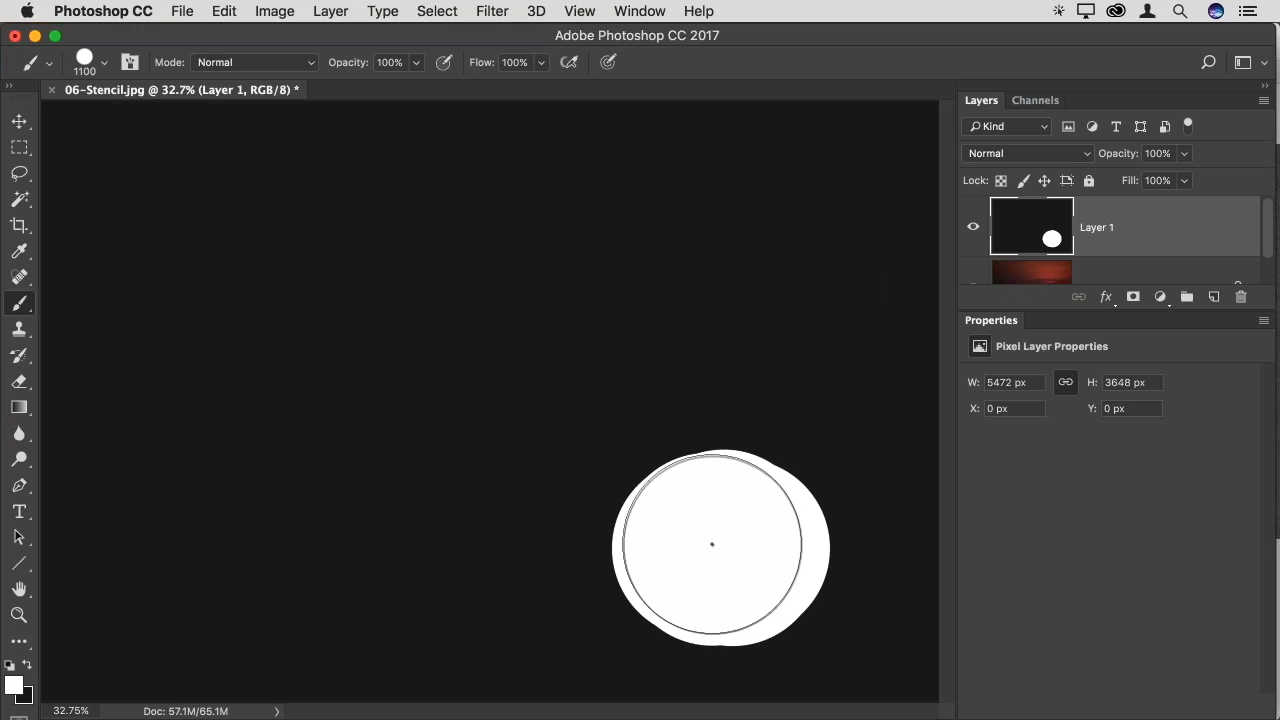 Photoshop CC File Edit Image Layer Type Select Filter 3D View Window Help
Adobe Photoshop CC 2017
1100 Mode: Normal Opacity: 100% Flow: 100%
06-Stencil.jpg @ 32.7% (Layer 1, RGB/8) *
Layers Channels
Kind
Normal Opacity: 100%
Lock: Fill: 100%
Layer 1
fx
Properties
Pixel Layer Properties
W: 5472 px H: 3648 px
X: 0 px Y: 0 px
32.75% Doc: 57.1M/65.1M